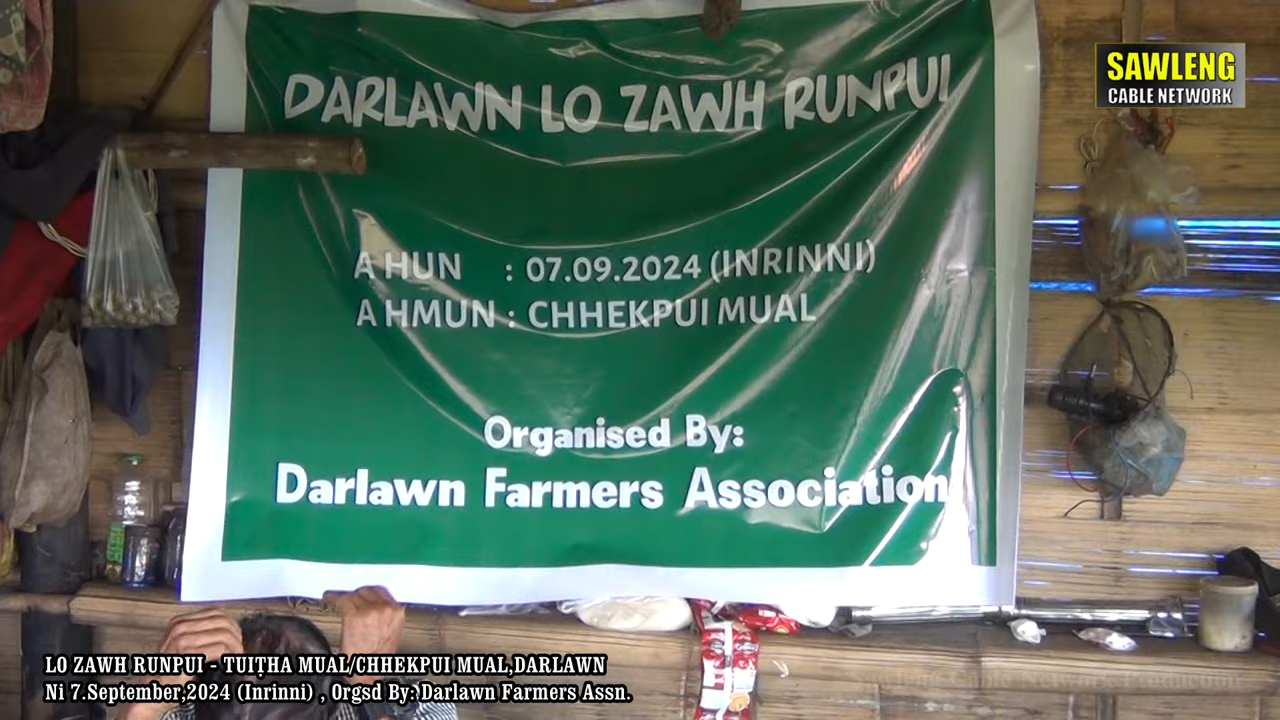 DARLAWN LO ZAWH RUNPUI
SAWLENG
CABLE NETWORK
A HUN : 07.09.2024 (INRINNI)
A HMUN : CHHEKPUI MUAL
Organised By:
Darlawn Farmers Association
LO ZAWH RUNPUI - TUIṬHA MUAL/CHHEKPUI MUAL,DARLAWN
Ni 7.September,2024 (Inrinni) , Orgsd By: Darlawn Farmers Assn.